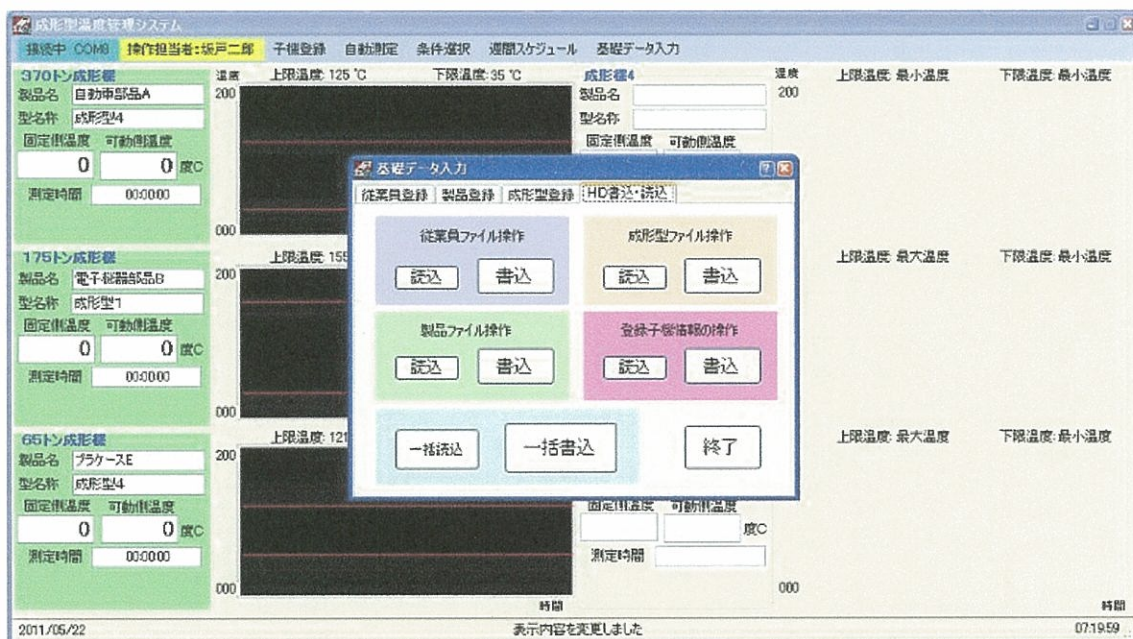 成形型温度管理システム
接続中 COM8 操作担当者:坂戸二郎 子機登録 自動測定 条件選択 週間スケジュール 基礎データ入力
370トン成形機 温度 上限温度:125 ℃ 下限温度:35 ℃ 成形機4 温度 上限温度:最小温度 下限温度:最小温度
製品名 自動車部品A 200 製品名 200
型名称 成形型4 型名称
固定側温度 可動側温度 固定側温度 可動側温度
0 0 度C
測定時間 00:00:00
000
175トン成形機 上限温度:155 上限温度:最大温度 下限温度:最小温度
製品名 電子機器部品B 200
型名称 成形型1
固定側温度 可動側温度
0 0 度C
測定時間 00:00:00
000
65トン成形機 上限温度:121 上限温度:最大温度 下限温度:最小温度
製品名 プラケースE 200
型名称 成形型4
固定側温度 可動側温度 固定側温度 可動側温度
0 0 度C 度C
測定時間 00:00:00 測定時間
000 000
時間 時間
基礎データ入力
従業員登録 製品登録 成形型登録 HD書込・読込
従業員ファイル操作 成形型ファイル操作
読込 書込 読込 書込
製品ファイル操作 登録子機情報の操作
読込 書込 読込 書込
一括読込 一括書込 終了
2011/05/22 表示内容を変更しました 07:19:59